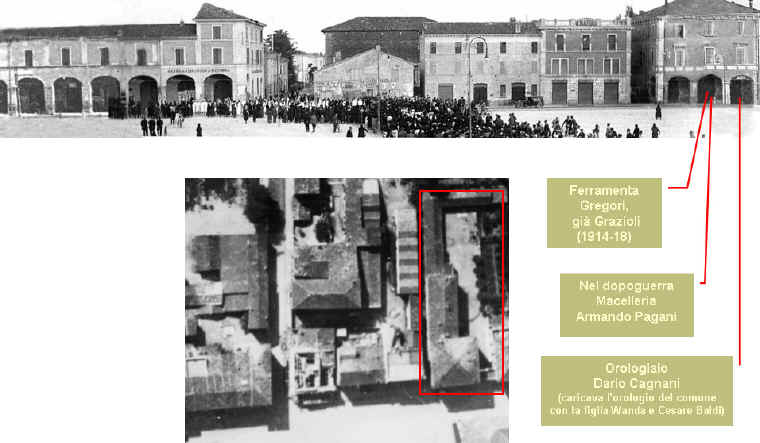 Ferramenta
Gregori,
già Grazioli
(1914-18)
Nel dopoguerra
Macelleria
Armando Pagani
Orologiaio
Dario Cagnani
(caricava l'orologio del comune
con la figlia Wanda e Cesare Baldi)